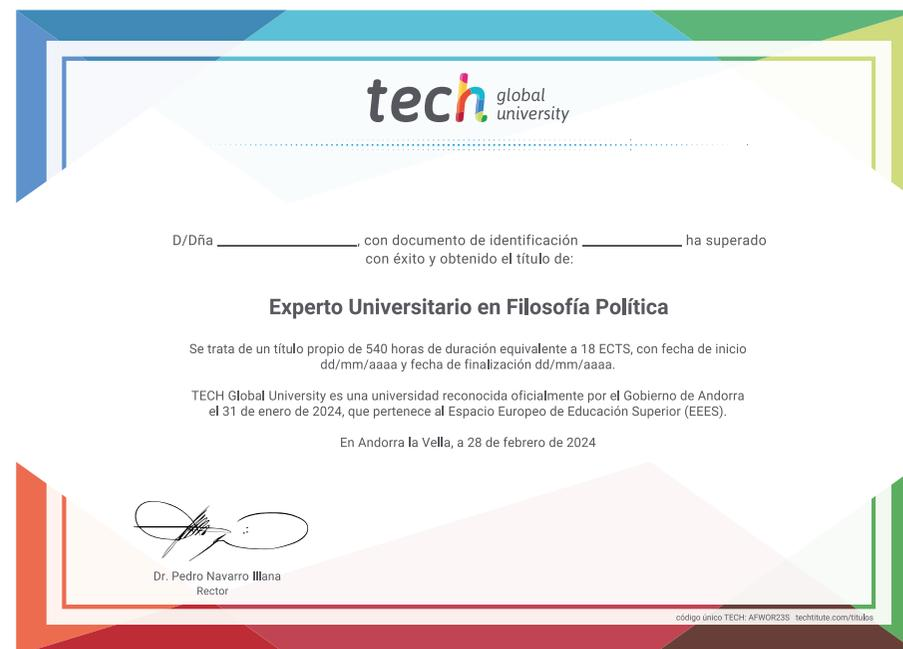 tech global
university
D/Dña ____________, con documento de identificación ____________ ha superado
con éxito y obtenido el título de:
Experto Universitario en Filosofía Política
Se trata de un título propio de 540 horas de duración equivalente a 18 ECTS, con fecha de inicio
dd/mm/aaaa y fecha de finalización dd/mm/aaaa.
TECH Global University es una universidad reconocida oficialmente por el Gobierno de Andorra
el 31 de enero de 2024, que pertenece al Espacio Europeo de Educación Superior (EEES).
En Andorra la Vella, a 28 de febrero de 2024
Dr. Pedro Navarro Illana
Rector
código único TECH: AFWOR23S techtitute.com/titulos